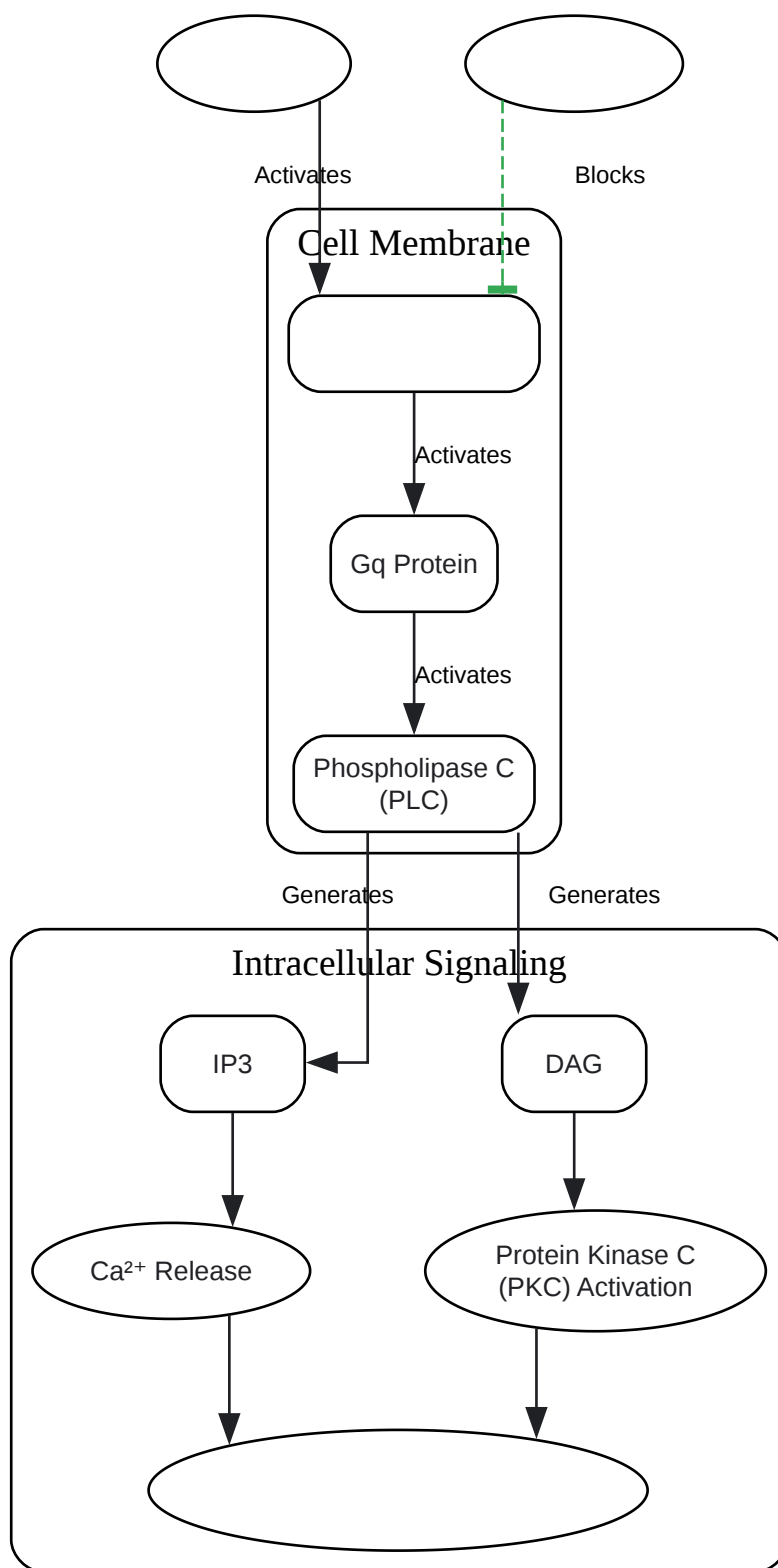 Activates
Blocks
Cell Membrane
Activates
Gq Protein
Activates
Phospholipase C
(PLC)
Generates
Generates
Intracellular Signaling
IP3
DAG
Ca²⁺ Release
Protein Kinase C
(PKC) Activation